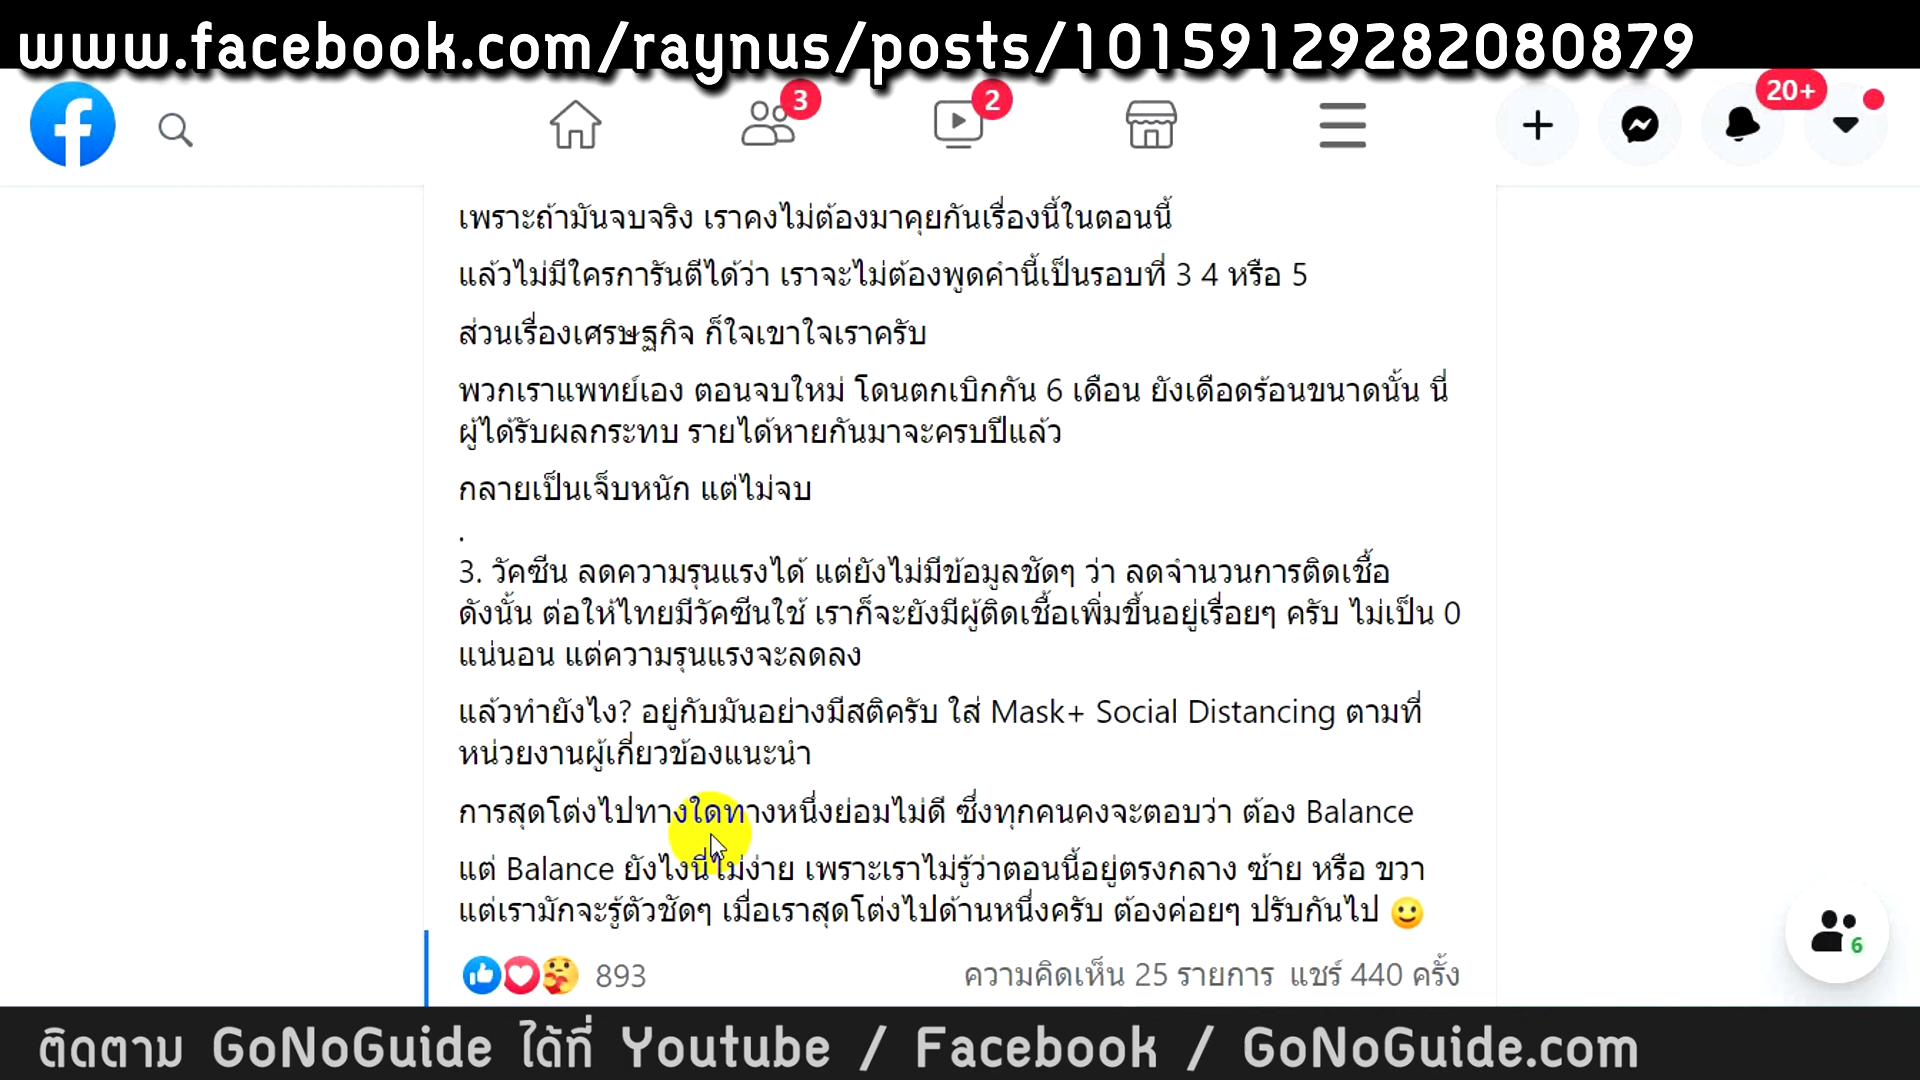 www.facebook.com/raynus/posts/10159129282080879
3
2
20+
เพราะถ้ามันจบจริง เราคงไม่ต้องมาคุยกันเรื่องนี้ในตอนนี้
แล้วไม่มีใครการันตีได้ว่า เราจะไม่ต้องพูดคำนี้เป็นรอบที่ 3 4 หรือ 5
ส่วนเรื่องเศรษฐกิจ ก็ใจเขาใจเราครับ
พวกเราแพทย์เอง ตอนจบใหม่ โดนตกเบิกกัน 6 เดือน ยังเดือดร้อนขนาดนั้น นี่
ผู้ได้รับผลกระทบ รายได้หายกันมาจะครบปีแล้ว
กลายเป็นเจ็บหนัก แต่ไม่จบ
.
3. วัคซีน ลดความรุนแรงได้ แต่ยังไม่มีข้อมูลชัดๆ ว่า ลดจำนวนการติดเชื้อ
ดังนั้น ต่อให้ไทยมีวัคซีนใช้ เราก็จะยังมีผู้ติดเชื้อเพิ่มขึ้นอยู่เรื่อยๆ ครับ ไม่เป็น 0
แน่นอน แต่ความรุนแรงจะลดลง
แล้วทำยังไง? อยู่กับมันอย่างมีสติครับ ใส่ Mask+ Social Distancing ตามที่
หน่วยงานผู้เกี่ยวข้องแนะนำ
การสุดโต่งไปทางใดทางหนึ่งย่อมไม่ดี ซึ่งทุกคนคงจะตอบว่า ต้อง Balance
แต่ Balance ยังไงนี่ไม่ง่าย เพราะเราไม่รู้ว่าตอนนี้อยู่ตรงกลาง ซ้าย หรือ ขวา
แต่เรามักจะรู้ตัวชัดๆ เมื่อเราสุดโต่งไปด้านหนึ่งครับ ต้องค่อยๆ ปรับกันไป 🙂
893
ความคิดเห็น 25 รายการ แชร์ 440 ครั้ง
6
ติดตาม GoNoGuide ได้ที่ Youtube / Facebook / GoNoGuide.com